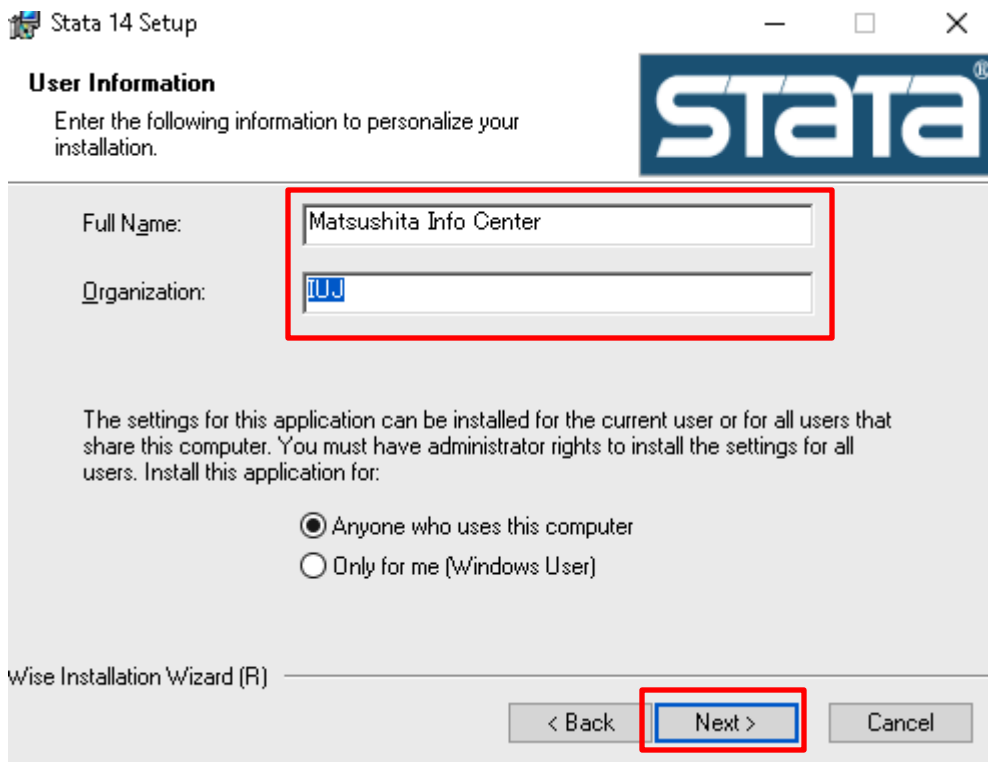 Stata 14 Setup
User Information
Enter the following information to personalize your
installation.
STaTa®
Full Name:
Matsushita Info Center
Organization:
IUJ
The settings for this application can be installed for the current user or for all users that
share this computer. You must have administrator rights to install the settings for all
users. Install this application for:
Anyone who uses this computer
Only for me (Windows User)
Wise Installation Wizard (R)
< Back
Next >
Cancel